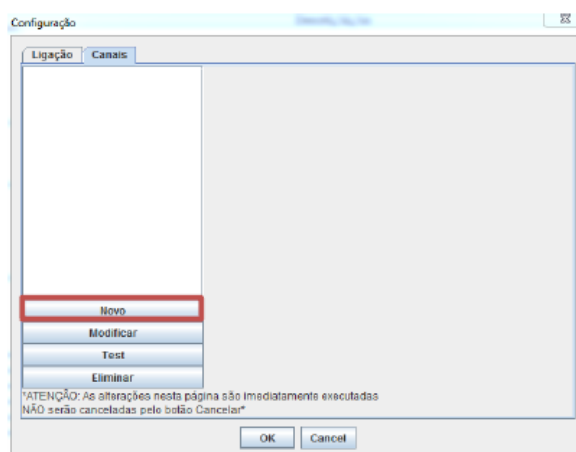 Configuração
Ligação Canais
Novo
Modificar
Test
Eliminar
*ATENÇÃO: As alterações nesta página são imediatamente executadas
NÃO serão canceladas pelo botão Cancelar*
OK Cancel